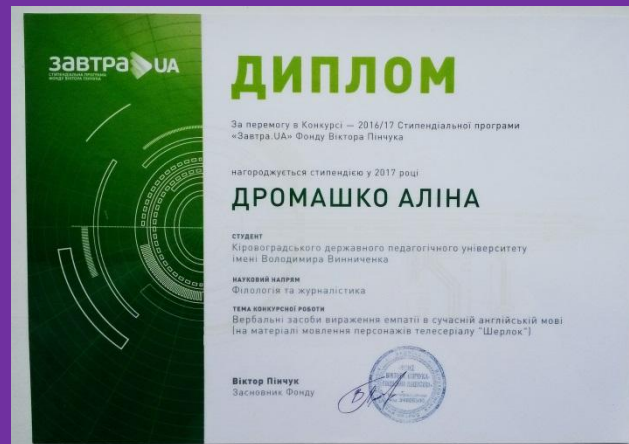 завтра UA
СТИПЕНДІАЛЬНА ПРОГРАМА
ФОНДУ ВІКТОРА ПІНЧУКА
ДИПЛОМ
За перемогу в Конкурсі — 2016/17 Стипендіальної програми
«Завтра.UA» Фонду Віктора Пінчука
нагороджується стипендією у 2017 році
ДРОМАШКО АЛІНА
СТУДЕНТ
Кіровоградського державного педагогічного університету
імені Володимира Винниченка
НАУКОВИЙ НАПРЯМ
Філологія та журналістика
ТЕМА КОНКУРСНОЇ РОБОТИ
Вербальні засоби вираження емпатії в сучасній англійській мові
(на матеріалі мовлення персонажів телесеріалу "Шерлок")
Віктор Пінчук
Засновник Фонду